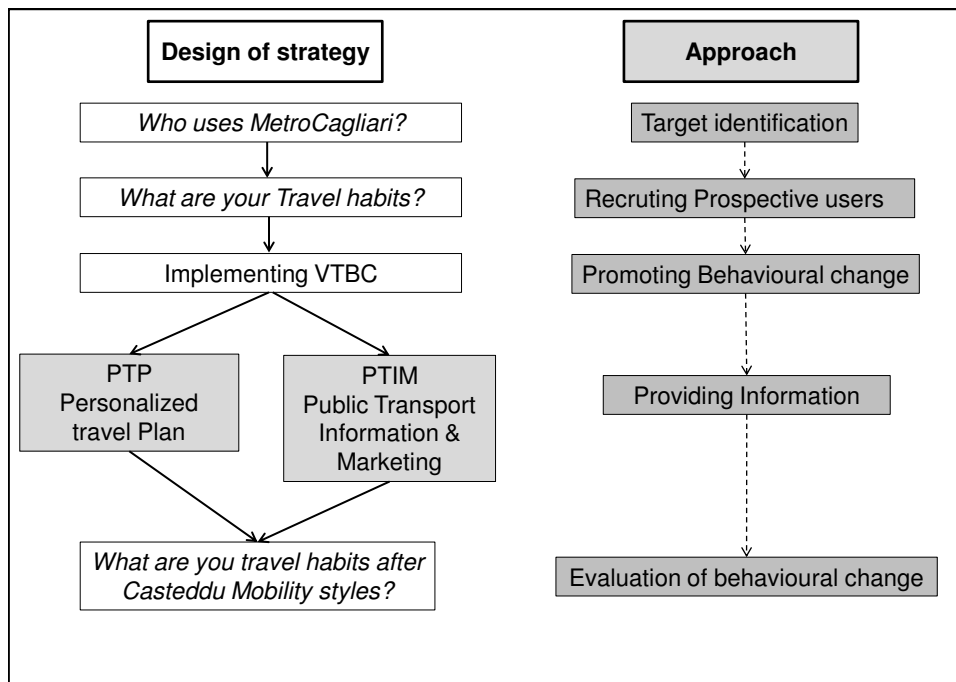 Design of strategy
Who uses MetroCagliari?
What are your Travel habits?
Implementing VTBC
PTP
Personalized
travel Plan
PTIM
Public Transport
Information &
Marketing
What are you travel habits after
Casteddu Mobility styles?
Approach
Target identification
Recruting Prospective users
Promoting Behavioural change
Providing Information
Evaluation of behavioural change